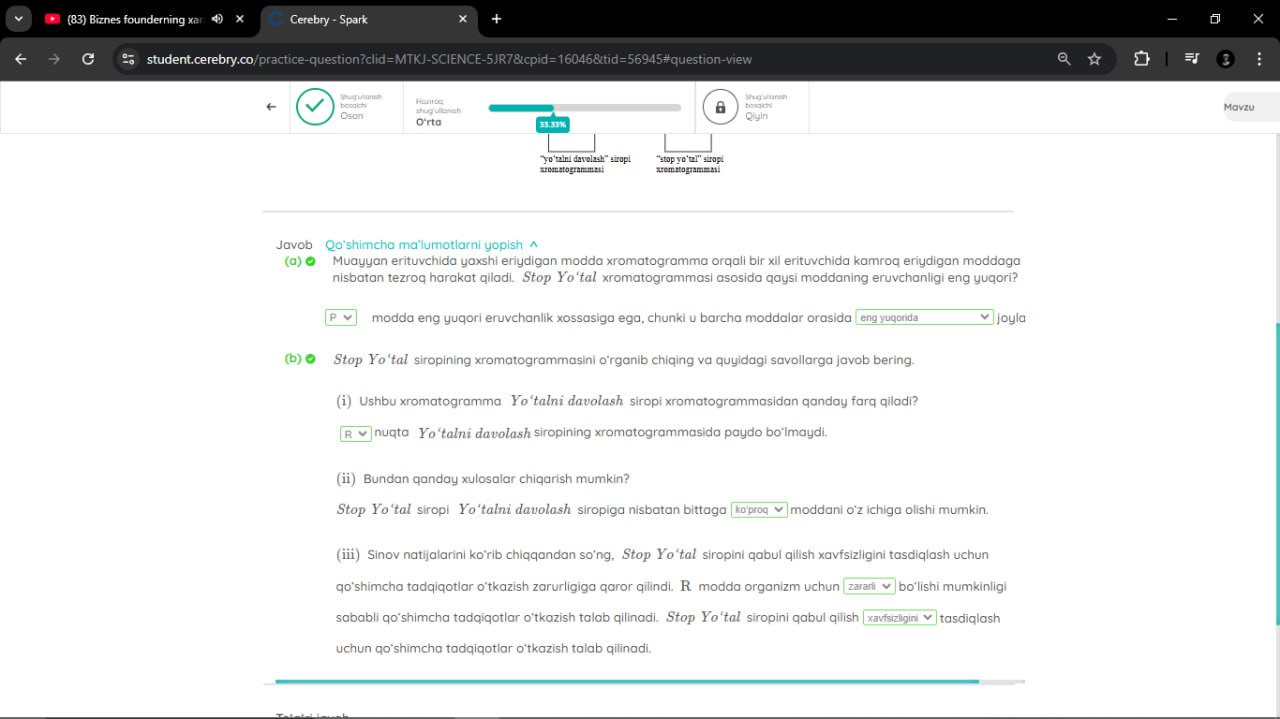 (83) Biznes founderning xar
Cerebry - Spark
student.cerebry.co/practice-question?clid=MTKJ-SCIENCE-5JR7&cpid=16046&tid=56945#question-view
Shug'ullanish
bosqichi
Oson
Hozirgi
shug'ullanish
O'rta
33.33%
Shug'ullanish
bosqichi
Qiyin
Mavzu
"yo'talni davolash" siropi
xromatogrammasi
"stop yo'tal" siropi
xromatogrammasi
Javob Qo'shimcha ma'lumotlarni yopish
(a) Muayyan erituvchida yaxshi eriydigan modda xromatogramma orqali bir xil erituvchida kamroq eriydigan moddaga
nisbatan tezroq harakat qiladi. Stop Yo'tal xromatogrammasi asosida qaysi moddaning eruvchanligi eng yuqori?
P modda eng yuqori eruvchanlik xossasiga ega, chunki u barcha moddalar orasida eng yuqorida joyla
(b) Stop Yo'tal siropining xromatogrammasini o'rganib chiqing va quyidagi savollarga javob bering.
(i) Ushbu xromatogramma Yo'talni davolash siropi xromatogrammasidan qanday farq qiladi?
R nuqta Yo'talni davolash siropining xromatogrammasida paydo bo'lmaydi.
(ii) Bundan qanday xulosalar chiqarish mumkin?
Stop Yo'tal siropi Yo'talni davolash siropiga nisbatan bittaga ko'proq moddani o'z ichiga olishi mumkin.
(iii) Sinov natijalarini ko'rib chiqqandan so'ng, Stop Yo'tal siropini qabul qilish xavfsizligini tasdiqlash uchun
qo'shimcha tadqiqotlar o'tkazish zarurligiga qaror qilindi. R modda organizm uchun zararli bo'lishi mumkinligi
sababli qo'shimcha tadqiqotlar o'tkazish talab qilinadi. Stop Yo'tal siropini qabul qilish xavfsizligini tasdiqlash
uchun qo'shimcha tadqiqotlar o'tkazish talab qilinadi.